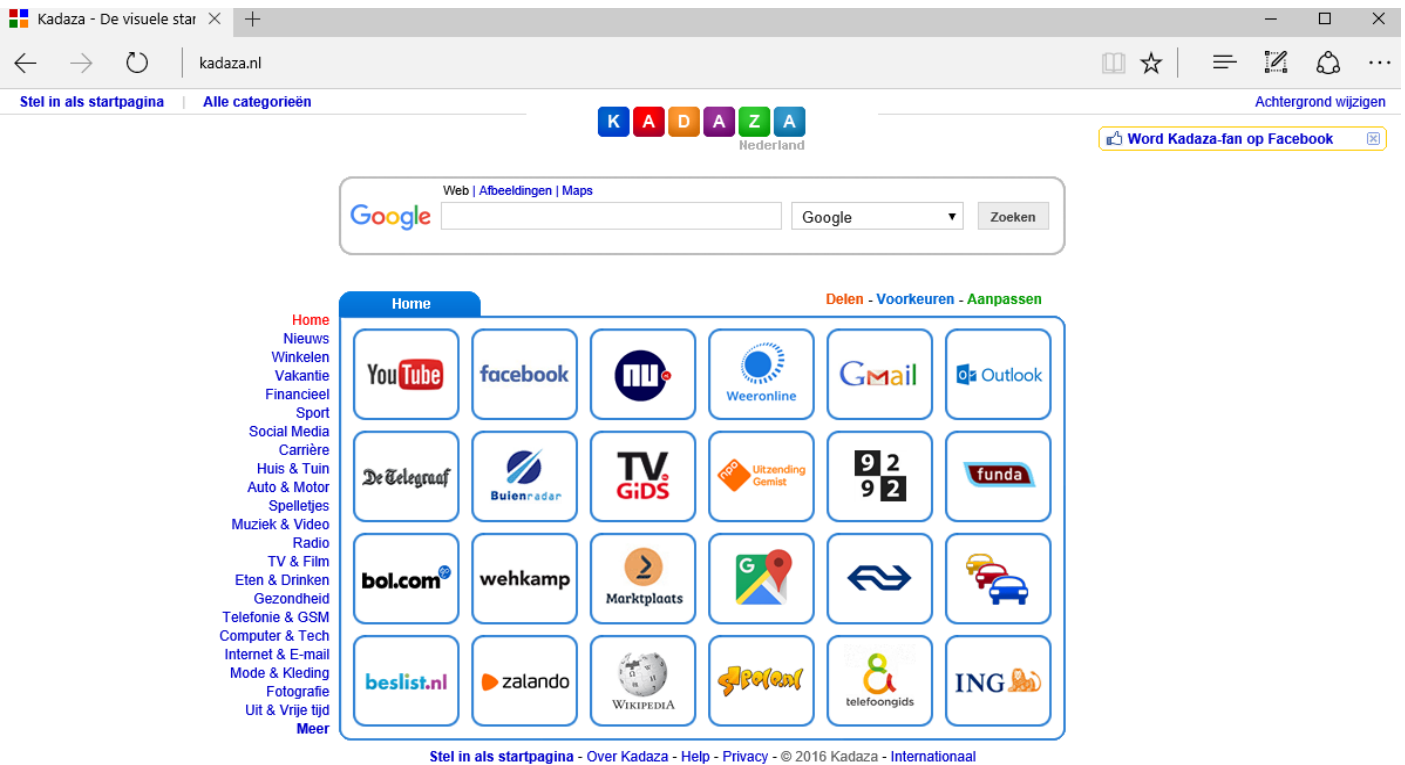 Kadaza - De visuele star
kadaza.nl
Stel in als startpagina | Alle categorieën
Achtergrond wijzigen
KADAZA
Nederland
Word Kadaza-fan op Facebook
Web | Afbeeldingen | Maps
Google
Google
Zoeken
Home
Delen - Voorkeuren - Aanpassen
Home
Nieuws
Winkelen
Vakantie
Financieel
Sport
Social Media
Carrière
Huis & Tuin
Auto & Motor
Spelletjes
Muziek & Video
Radio
TV & Film
Eten & Drinken
Gezondheid
Telefonie & GSM
Computer & Tech
Internet & E-mail
Mode & Kleding
Fotografie
Uit & Vrije tijd
Meer
YouTube
facebook
nu
Weeronline
Gmail
Outlook
De Telegraaf
Buienradar
TV
GiDS
npo
Uitzending
Gemist
92
92
funda
bol.com
wehkamp
Marktplaats
G
beslist.nl
zalando
WIKIPEDIA
spele.nl
telefoongids
ING
Stel in als startpagina - Over Kadaza - Help - Privacy - © 2016 Kadaza - Internationaal